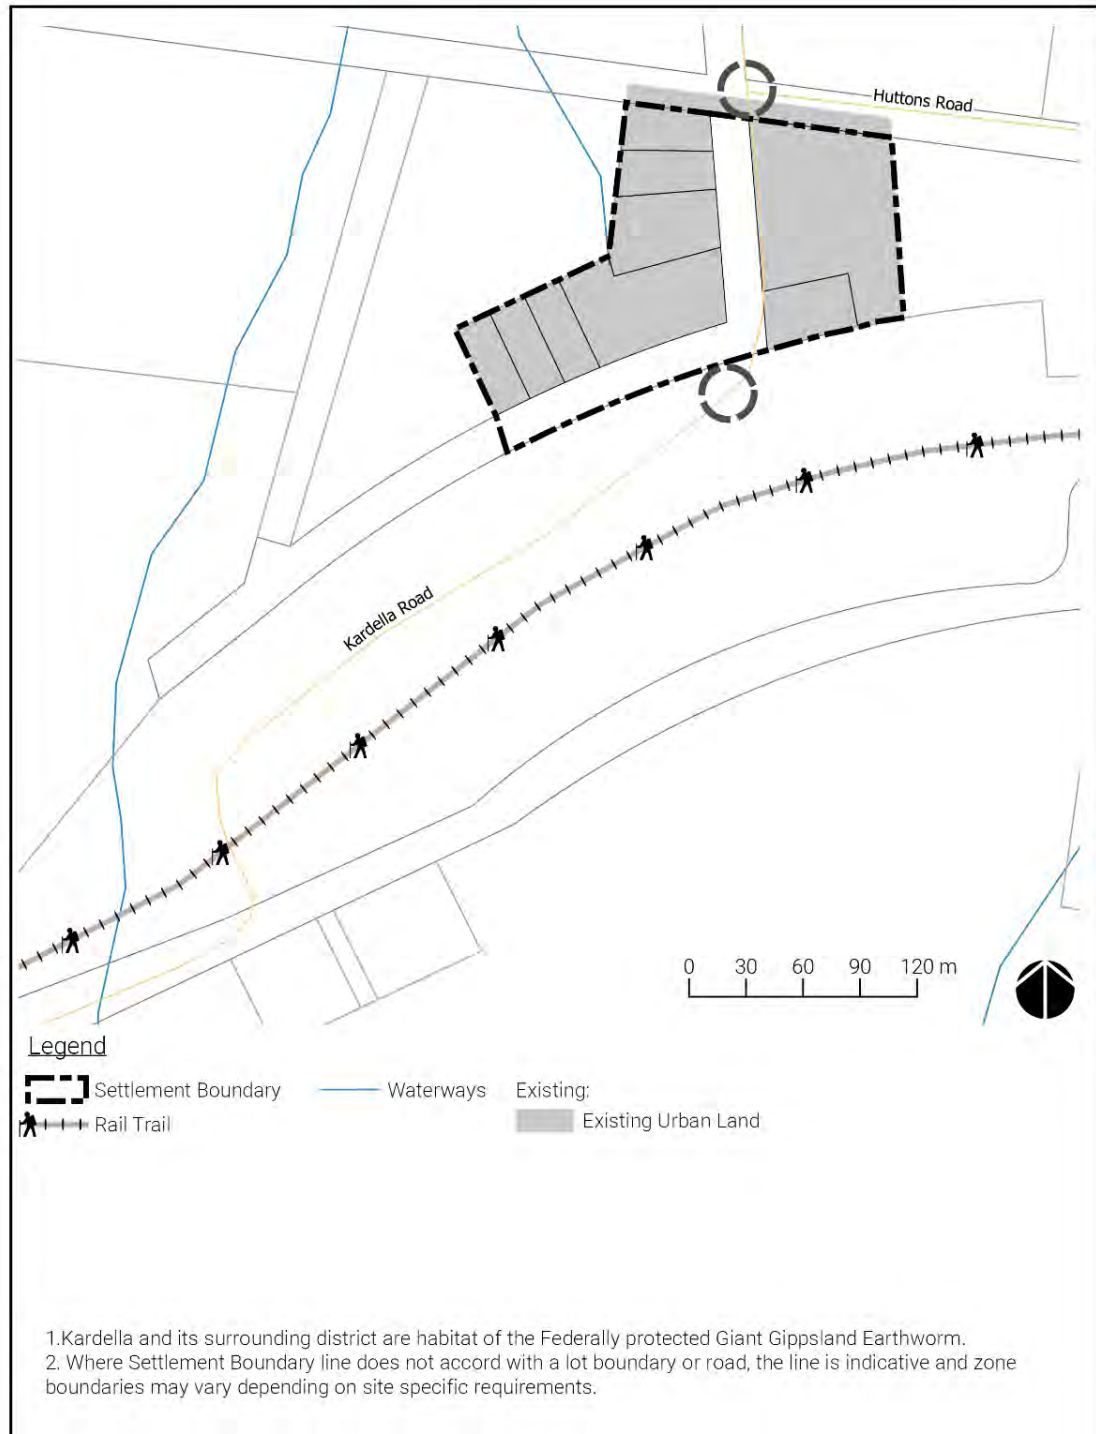 Huttons Road
Kardella Road
0 30 60 90 120 m
Legend
Settlement Boundary
Waterways
Existing:
Rail Trail
Existing Urban Land
1.Kardella and its surrounding district are habitat of the Federally protected Giant Gippsland Earthworm.
2. Where Settlement Boundary line does not accord with a lot boundary or road, the line is indicative and zone
boundaries may vary depending on site specific requirements.